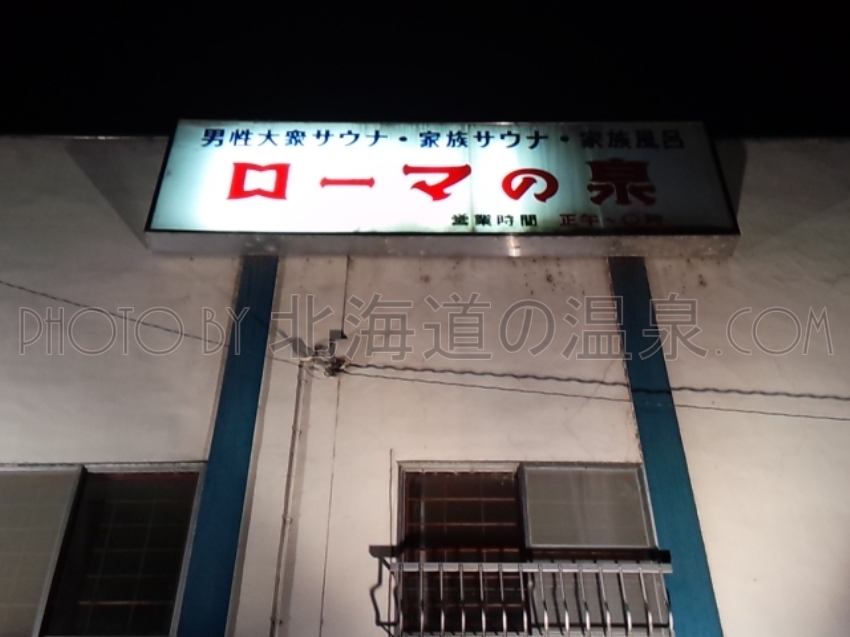 男性大衆サウナ・家族サウナ・家族風呂
ローマの泉
営業時間 正午〜0時
PHOTO BY 北海道の温泉.COM